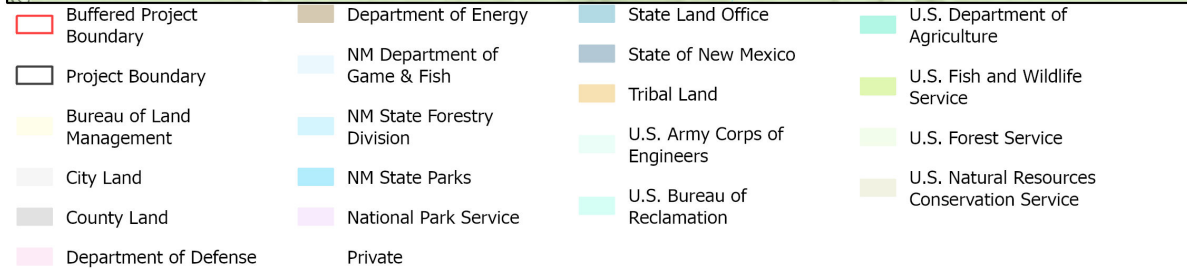 Buffered Project
Boundary
Project Boundary
Bureau of Land
Management
City Land
County Land
Department of Defense
Department of Energy
NM Department of
Game & Fish
NM State Forestry
Division
NM State Parks
National Park Service
Private
State Land Office
State of New Mexico
Tribal Land
U.S. Army Corps of
Engineers
U.S. Bureau of
Reclamation
U.S. Department of
Agriculture
U.S. Fish and Wildlife
Service
U.S. Forest Service
U.S. Natural Resources
Conservation Service